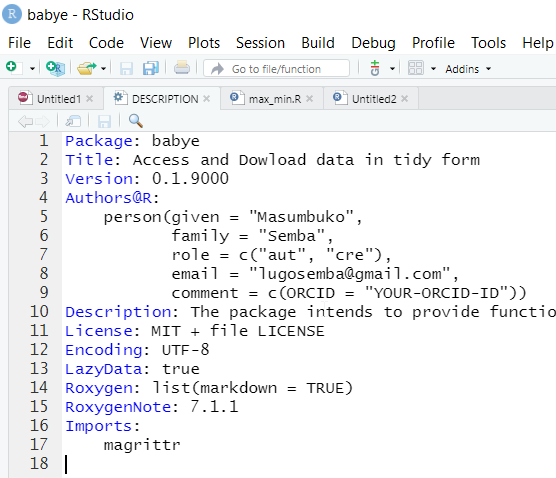 babye - RStudio
File Edit Code View Plots Session Build Debug Profile Tools Help
Go to file/function Addins
Untitled1 DESCRIPTION max_min.R Untitled2
1 Package: babye
2 Title: Access and Dowload data in tidy form
3 Version: 0.1.9000
4 Authors@R:
5 person(given = "Masumbuko",
6 family = "Semba",
7 role = c("aut", "cre"),
8 email = "lugosemba@gmail.com",
9 comment = c(ORCID = "YOUR-ORCID-ID"))
10 Description: The package intends to provide functio
11 License: MIT + file LICENSE
12 Encoding: UTF-8
13 LazyData: true
14 Roxygen: list(markdown = TRUE)
15 RoxygenNote: 7.1.1
16 Imports:
17 magrittr
18